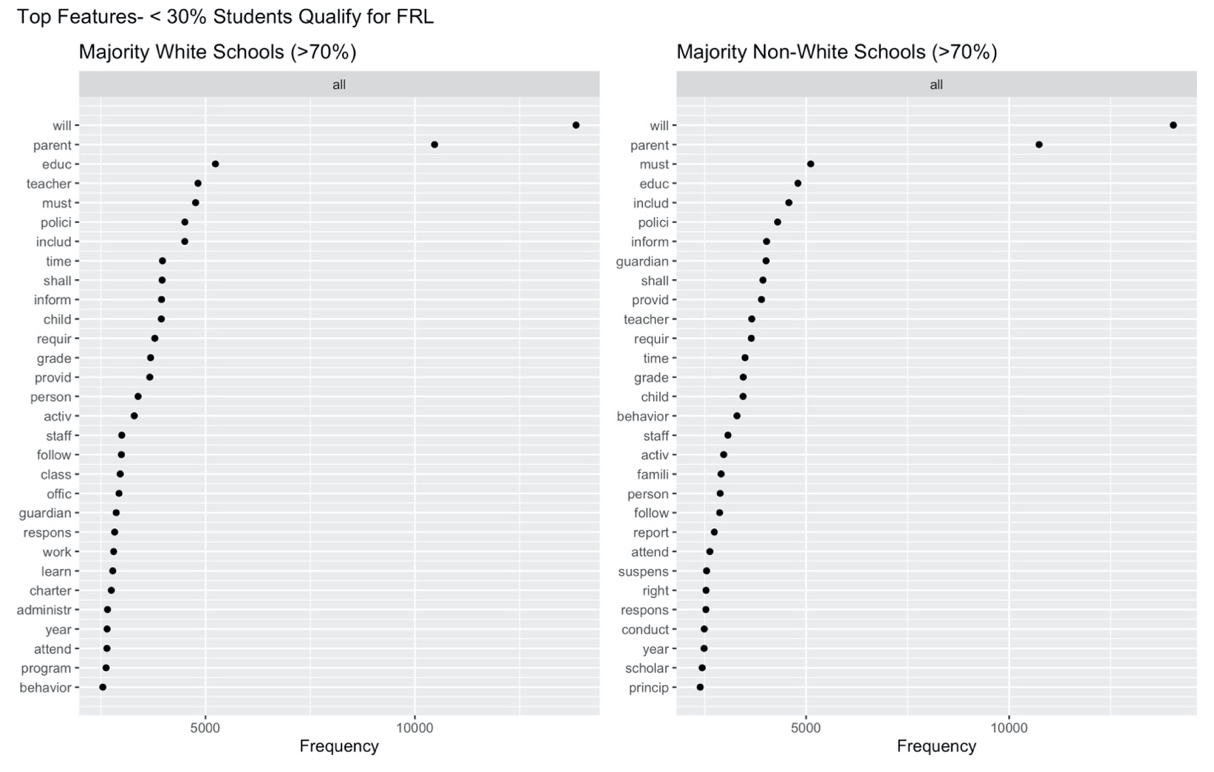 Top Features- < 30% Students Qualify for FRL
Majority White Schools (>70%)
all
will
parent
educ
teacher
must
polici
includ
time
shall
inform
child
requir
grade
provid
person
activ
staff
follow
class
offic
guardian
respons
work
learn
charter
administr
year
attend
program
behavior
5000 10000
Frequency
Majority Non-White Schools (>70%)
all
will
parent
must
educ
includ
polici
inform
guardian
shall
provid
teacher
requir
time
grade
child
behavior
staff
activ
famili
person
follow
report
attend
suspens
right
respons
conduct
year
scholar
princip
5000 10000
Frequency